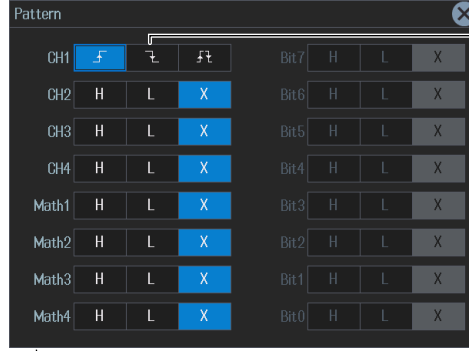 Pattern
CH1 Bit7 H L X
CH2 H L X Bit6 H L X
CH3 H L X Bit5 H L X
CH4 H L X Bit4 H L X
Math1 H L X Bit3 H L X
Math2 H L X Bit2 H L X
Math3 H L X Bit1 H L X
Math4 H L X Bit0 H L X